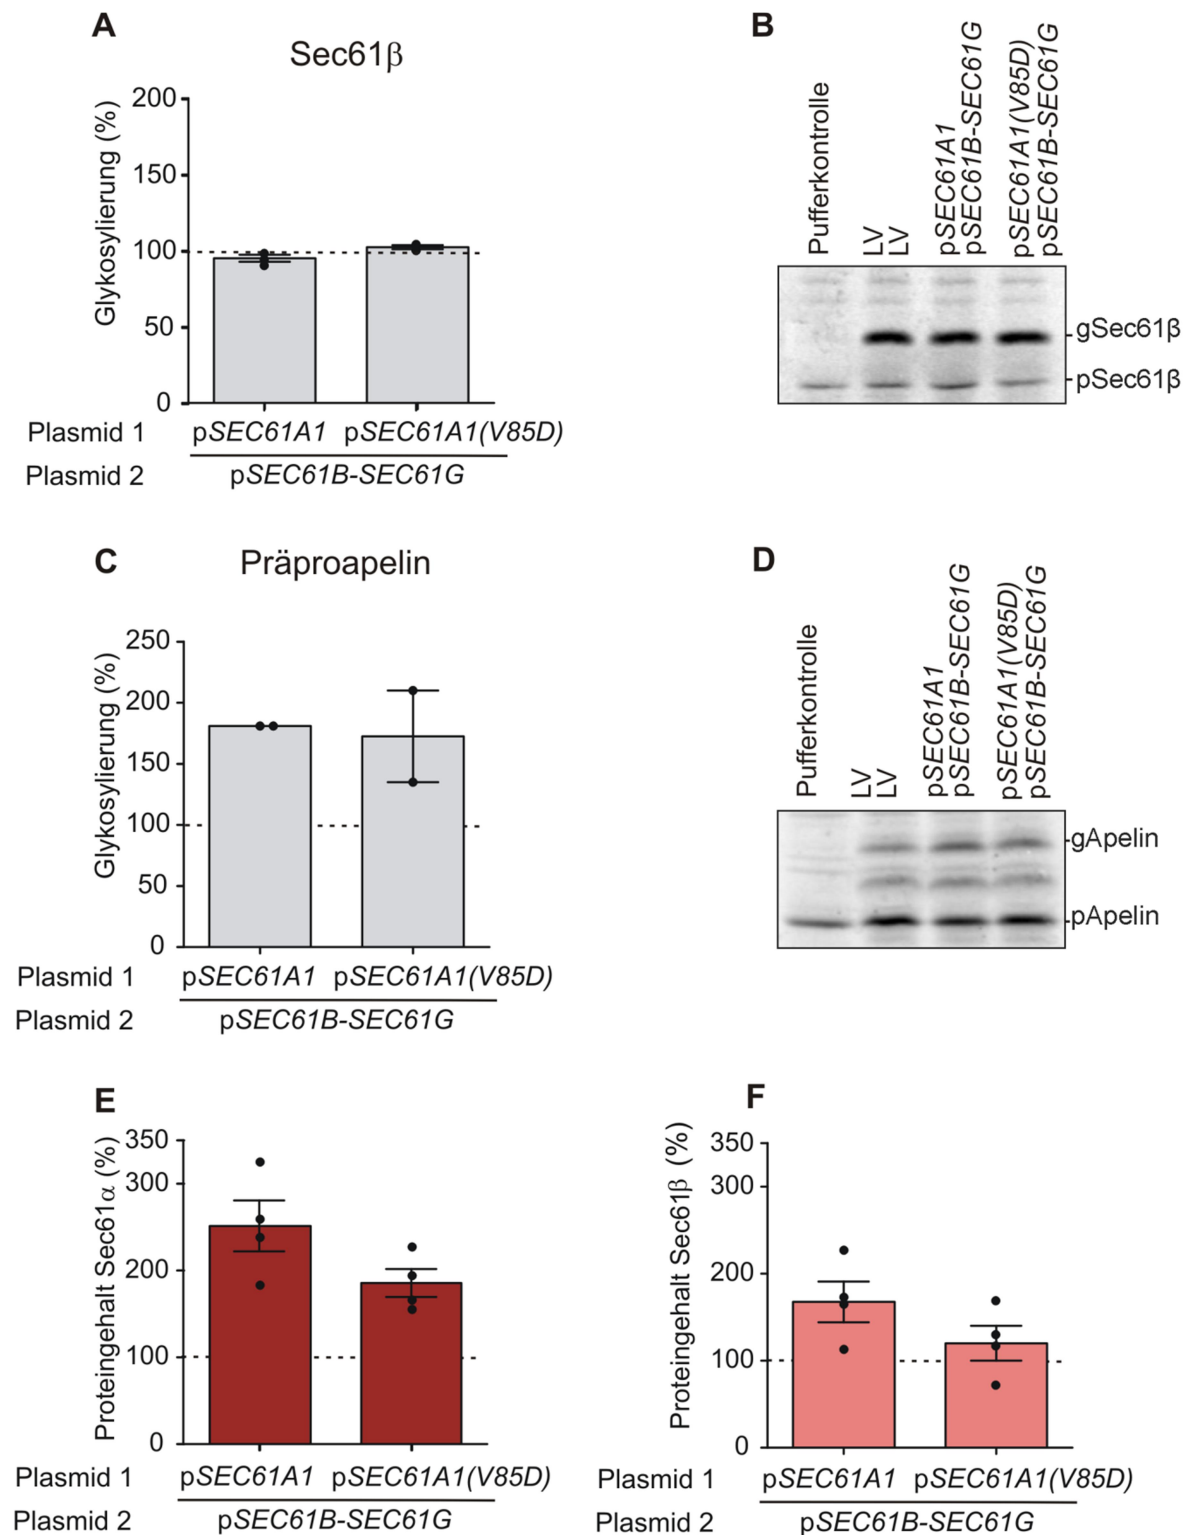 A
Sec61β
Glykosylierung (%)
200
150
100
50
0
Plasmid 1 pSEC61A1 pSEC61A1(V85D)
Plasmid 2 pSEC61B-SEC61G
B
Pufferkontrolle
LV
LV
pSEC61A1
pSEC61B-SEC61G
pSEC61A1(V85D)
pSEC61B-SEC61G
gSec61β
pSec61β
C
Präproapelin
Glykosylierung (%)
250
200
150
100
50
0
Plasmid 1 pSEC61A1 pSEC61A1(V85D)
Plasmid 2 pSEC61B-SEC61G
D
Pufferkontrolle
LV
LV
pSEC61A1
pSEC61B-SEC61G
pSEC61A1(V85D)
pSEC61B-SEC61G
gApelin
pApelin
E
Proteingehalt Sec61α (%)
350
300
200
100
0
Plasmid 1 pSEC61A1 pSEC61A1(V85D)
Plasmid 2 pSEC61B-SEC61G
F
Proteingehalt Sec61β (%)
350
300
200
100
0
Plasmid 1 pSEC61A1 pSEC61A1(V85D)
Plasmid 2 pSEC61B-SEC61G